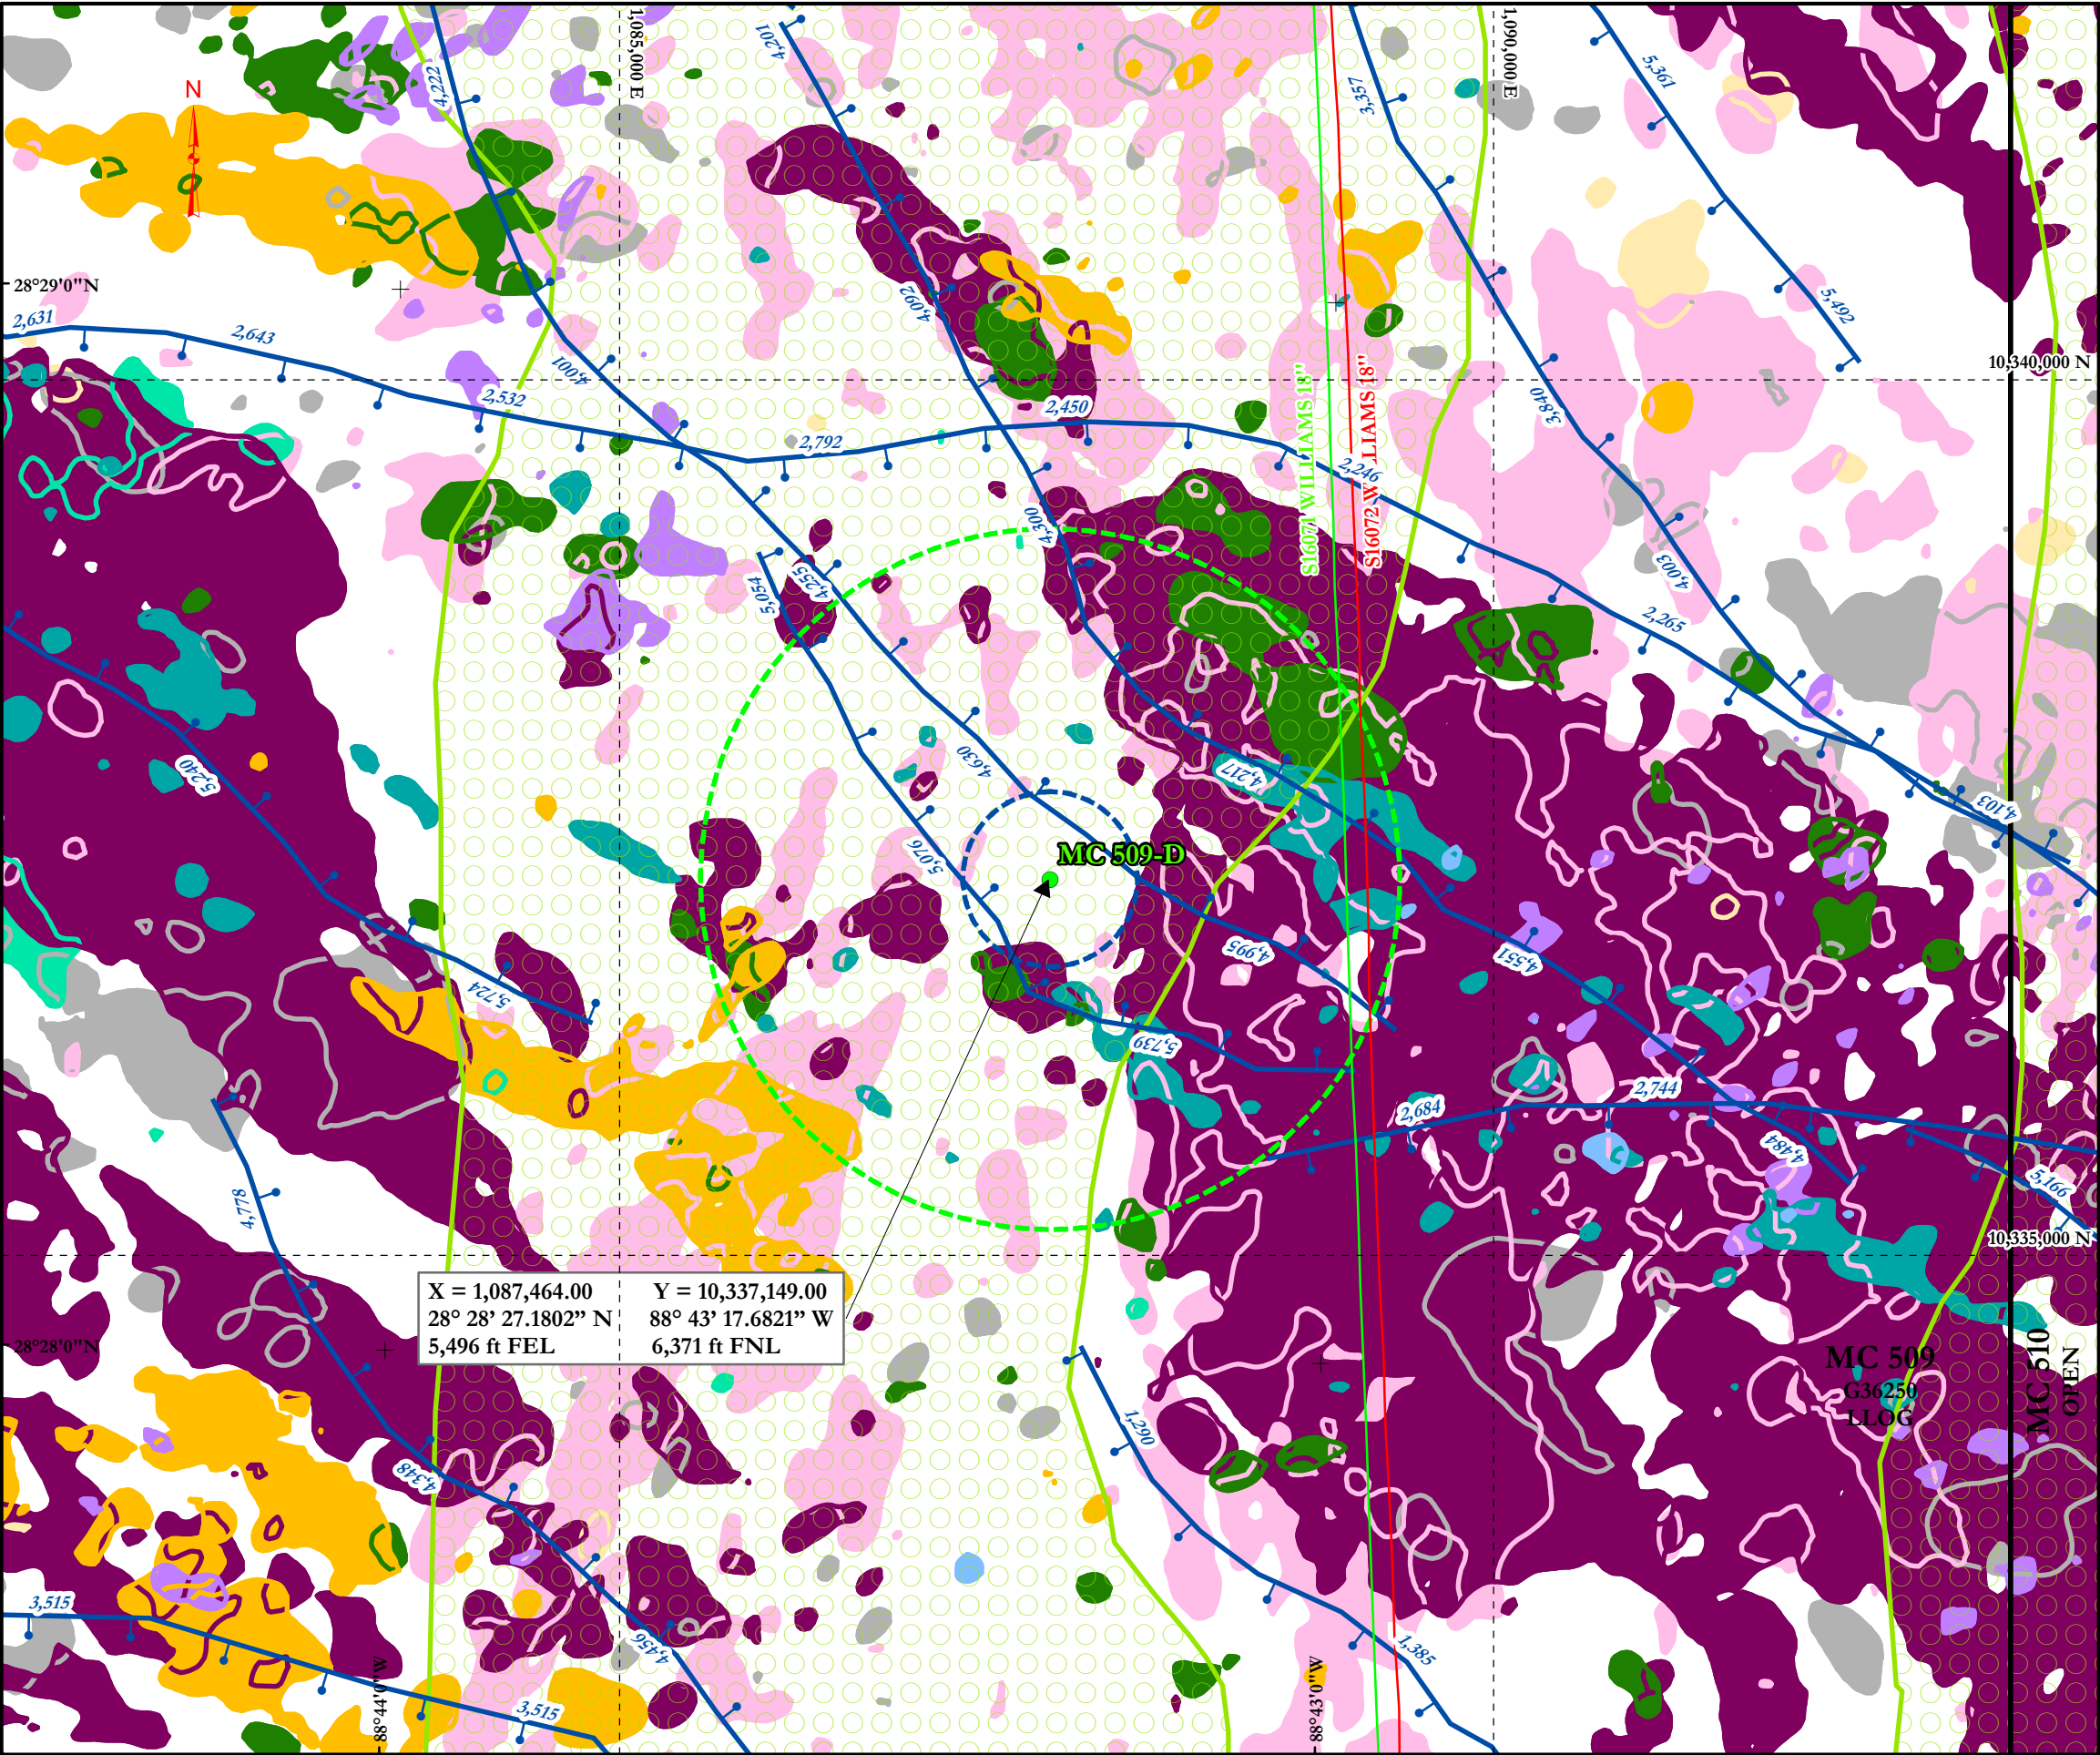 1,085,000 E
1,090,000 E
4,201
4,222
3,357
5,361
N
28°29'0"N
4,092
5,492
2,631
2,643
10,340,000 N
4,001
2,532
2,450
3,840
2,792
S16071 WILLIAMS 18"
S16072 WILLIAMS 18"
2,246
4,300
4,003
5,054
4,255
2,265
5,240
4,630
4,217
4,103
MC 509-D
5,076
4,995
4,551
5,724
5,739
2,744
2,684
4,484
5,166
4,778
10,335,000 N
X = 1,087,464.00 Y = 10,337,149.00
28° 28’ 27.1802” N 88° 43’ 17.6821” W
5,496 ft FEL 6,371 ft FNL
28°28'0"N
MC 509
G36250
LLOG
MC 510
OPEN
1,290
4,348
3,515
4,456
1,385
3,515
88°44'0"W
88°43'0"W